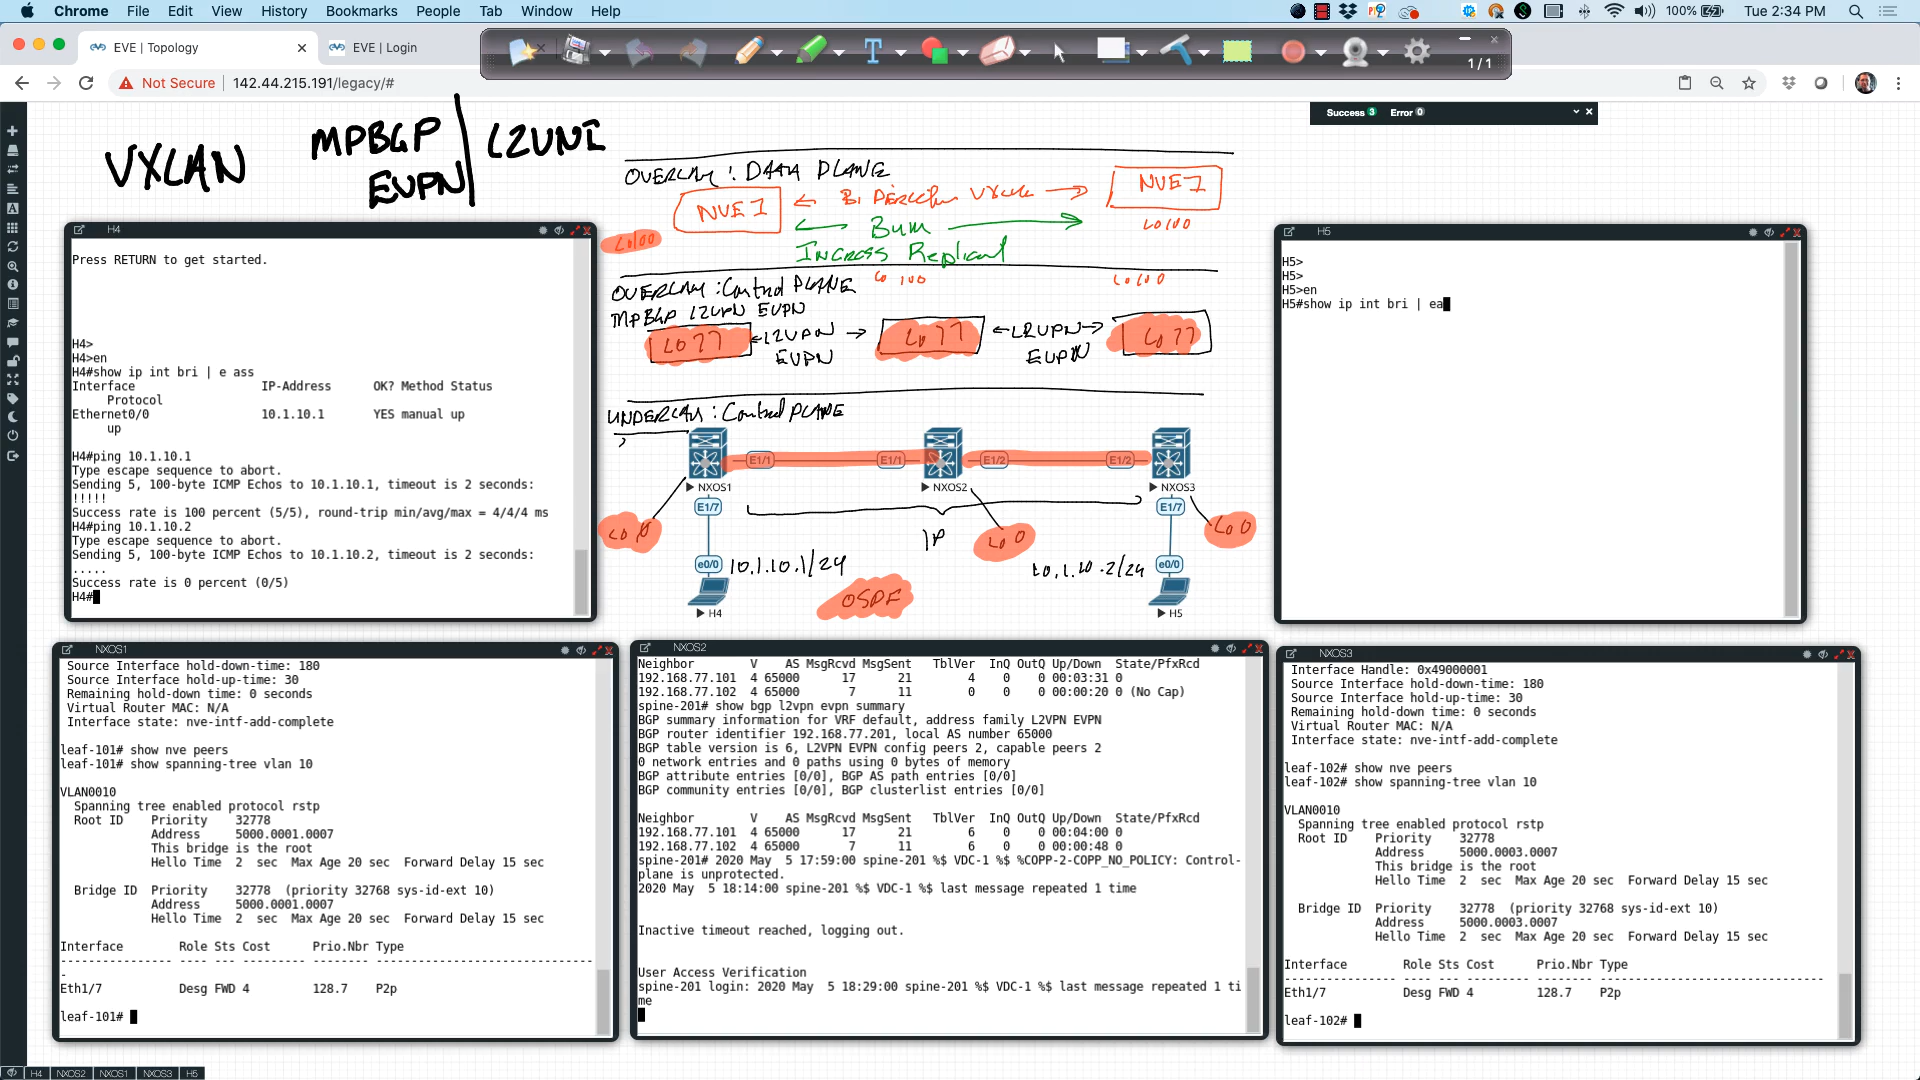 Chrome File Edit View History Bookmarks People Tab Window Help 100% Tue 2:34 PM
EVE | Topology EVE | Login
1 / 1
Not Secure 142.44.215.191/legacy/#
Success 3 Error 0
VXLAN MPBGP L2VNI
EVPN
OVERLAY : DATA PLANE
NVE 1 Bi Direction VXLAN NVE 1
Lo100 BUM Lo100
Ingress Replicat
Lo 100 Lo100
OVERLAY : Control PLANE
MPBGP L2VPN EVPN
Lo 77 L2VPN Lo 77 L2VPN Lo 77
EVPN EVPN
UNDERLAY : Control PLANE
E1/1 E1/1 E1/2 E1/2
NXOS1 NXOS2 NXOS3
E1/7 E1/7
Lo 0 IP Lo 0 Lo 0
e0/0 10.1.10.1/24 10.1.10.2/24 e0/0
OSPF
H4 H5
H4
Press RETURN to get started.
H4>
H4>en
H4#show ip int bri | e ass
Interface IP-Address OK? Method Status
Protocol
Ethernet0/0 10.1.10.1 YES manual up
up
H4#ping 10.1.10.1
Type escape sequence to abort.
Sending 5, 100-byte ICMP Echos to 10.1.10.1, timeout is 2 seconds:
!!!!!
Success rate is 100 percent (5/5), round-trip min/avg/max = 4/4/4 ms
H4#ping 10.1.10.2
Type escape sequence to abort.
Sending 5, 100-byte ICMP Echos to 10.1.10.2, timeout is 2 seconds:
.....
Success rate is 0 percent (0/5)
H4#
H5
H5>
H5>
H5>en
H5#show ip int bri | ea
NXOS1
Source Interface hold-down-time: 180
Source Interface hold-up-time: 30
Remaining hold-down time: 0 seconds
Virtual Router MAC: N/A
Interface state: nve-intf-add-complete
leaf-101# show nve peers
leaf-101# show spanning-tree vlan 10
VLAN0010
Spanning tree enabled protocol rstp
Root ID Priority 32778
Address 5000.0001.0007
This bridge is the root
Hello Time 2 sec Max Age 20 sec Forward Delay 15 sec
Bridge ID Priority 32778 (priority 32768 sys-id-ext 10)
Address 5000.0001.0007
Hello Time 2 sec Max Age 20 sec Forward Delay 15 sec
Interface Role Sts Cost Prio.Nbr Type
---------------- ---- --- --------- -------- -------------------------------
-
Eth1/7 Desg FWD 4 128.7 P2p
leaf-101#
NXOS2
Neighbor V AS MsgRcvd MsgSent TblVer InQ OutQ Up/Down State/PfxRcd
192.168.77.101 4 65000 17 21 4 0 0 00:03:31 0
192.168.77.102 4 65000 7 11 0 0 0 00:00:20 0 (No Cap)
spine-201# show bgp l2vpn evpn summary
BGP summary information for VRF default, address family L2VPN EVPN
BGP router identifier 192.168.77.201, local AS number 65000
BGP table version is 6, L2VPN EVPN config peers 2, capable peers 2
0 network entries and 0 paths using 0 bytes of memory
BGP attribute entries [0/0], BGP AS path entries [0/0]
BGP community entries [0/0], BGP clusterlist entries [0/0]
Neighbor V AS MsgRcvd MsgSent TblVer InQ OutQ Up/Down State/PfxRcd
192.168.77.101 4 65000 17 21 6 0 0 00:04:00 0
192.168.77.102 4 65000 7 11 6 0 0 00:00:48 0
spine-201# 2020 May 5 17:59:00 spine-201 %$ VDC-1 %$ %COPP-2-COPP_NO_POLICY: Control-
plane is unprotected.
2020 May 5 18:14:00 spine-201 %$ VDC-1 %$ last message repeated 1 time
Inactive timeout reached, logging out.
User Access Verification
spine-201 login: 2020 May 5 18:29:00 spine-201 %$ VDC-1 %$ last message repeated 1 ti
me
NXOS3
Interface Handle: 0x49000001
Source Interface hold-down-time: 180
Source Interface hold-up-time: 30
Remaining hold-down time: 0 seconds
Virtual Router MAC: N/A
Interface state: nve-intf-add-complete
leaf-102# show nve peers
leaf-102# show spanning-tree vlan 10
VLAN0010
Spanning tree enabled protocol rstp
Root ID Priority 32778
Address 5000.0003.0007
This bridge is the root
Hello Time 2 sec Max Age 20 sec Forward Delay 15 sec
Bridge ID Priority 32778 (priority 32768 sys-id-ext 10)
Address 5000.0003.0007
Hello Time 2 sec Max Age 20 sec Forward Delay 15 sec
Interface Role Sts Cost Prio.Nbr Type
---------------- ---- --- --------- -------- -------------------------------
Eth1/7 Desg FWD 4 128.7 P2p
leaf-102#
H4 NXOS2 NXOS1 NXOS3 H5